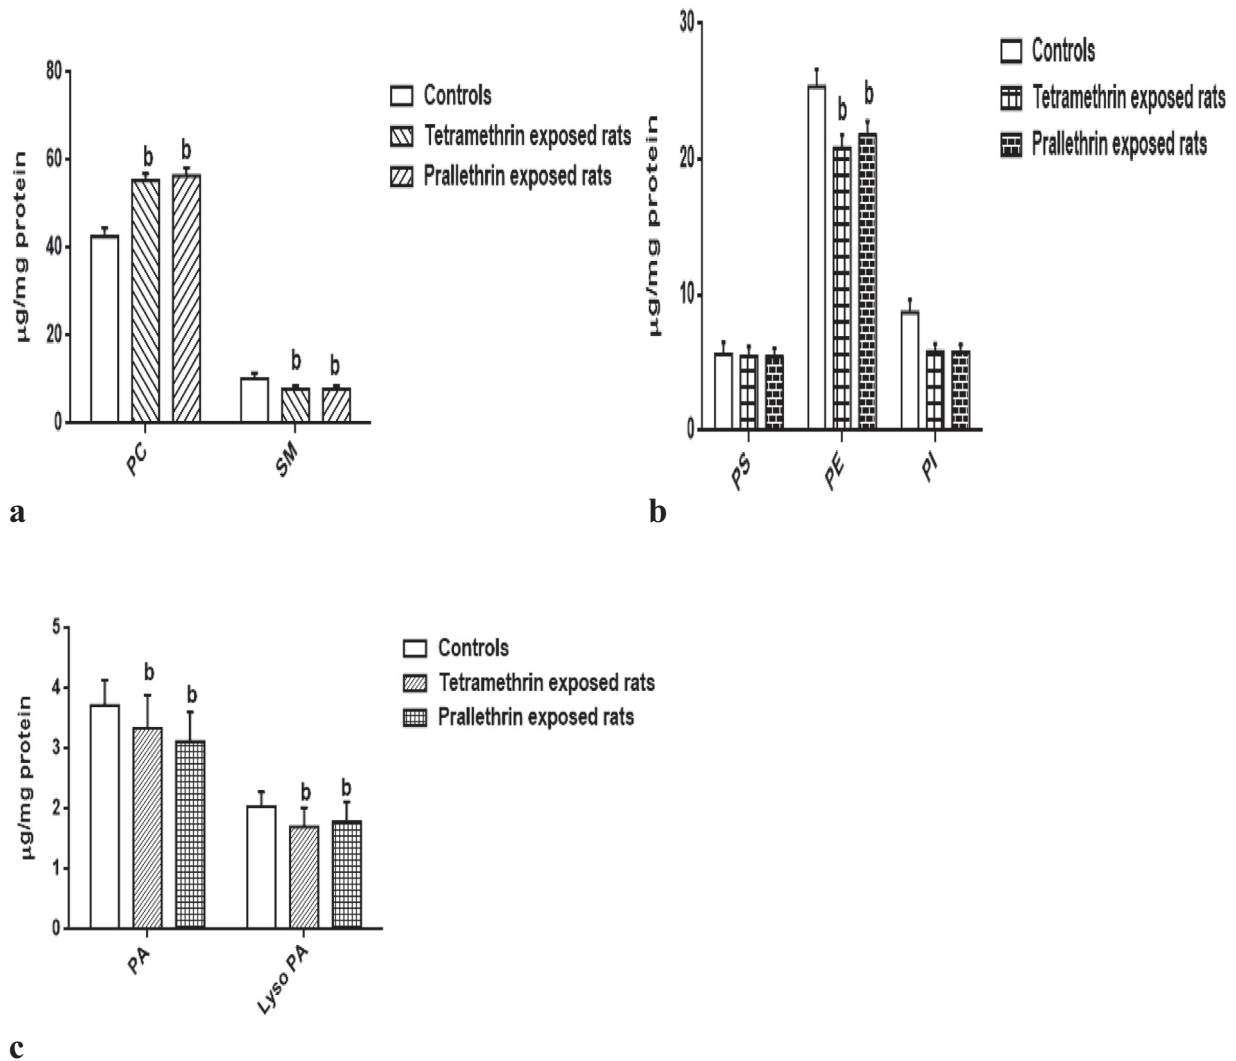 80
60
40
20
0
µg/mg protein
b
b
b
b
PC
SM
Controls
Tetramethrin exposed rats
Prallethrin exposed rats
a
30
20
10
0
µg/mg protein
b
b
PS
PE
PI
Controls
Tetramethrin exposed rats
Prallethrin exposed rats
b
5
4
3
2
1
0
µg/mg protein
b
b
b
b
PA
Lyso PA
Controls
Tetramethrin exposed rats
Prallethrin exposed rats
c